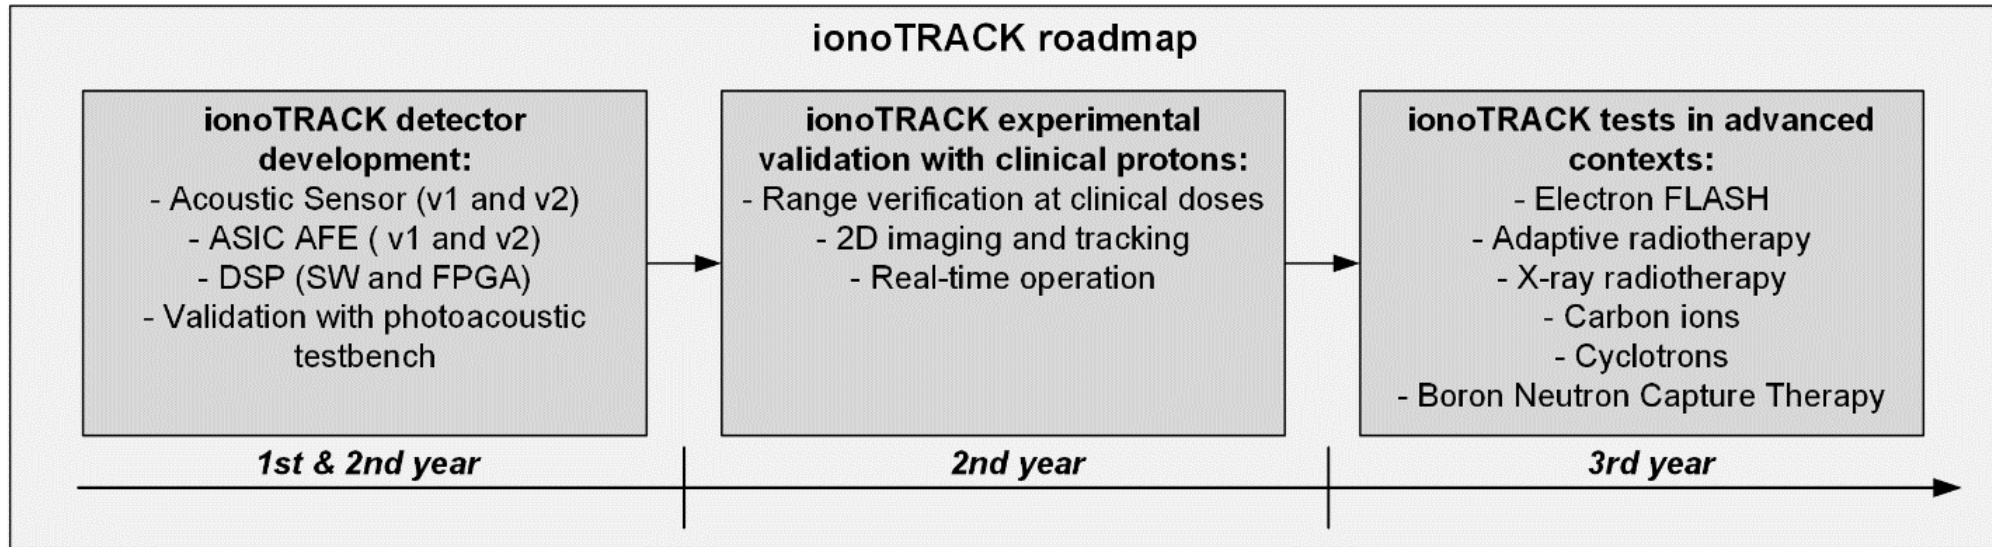 ionoTRACK roadmap
ionoTRACK detector
development:
- Acoustic Sensor (v1 and v2)
- ASIC AFE ( v1 and v2)
- DSP (SW and FPGA)
- Validation with photoacoustic
testbench
ionoTRACK experimental
validation with clinical protons:
- Range verification at clinical doses
- 2D imaging and tracking
- Real-time operation
ionoTRACK tests in advanced
contexts:
- Electron FLASH
- Adaptive radiotherapy
- X-ray radiotherapy
- Carbon ions
- Cyclotrons
- Boron Neutron Capture Therapy
1st & 2nd year
2nd year
3rd year